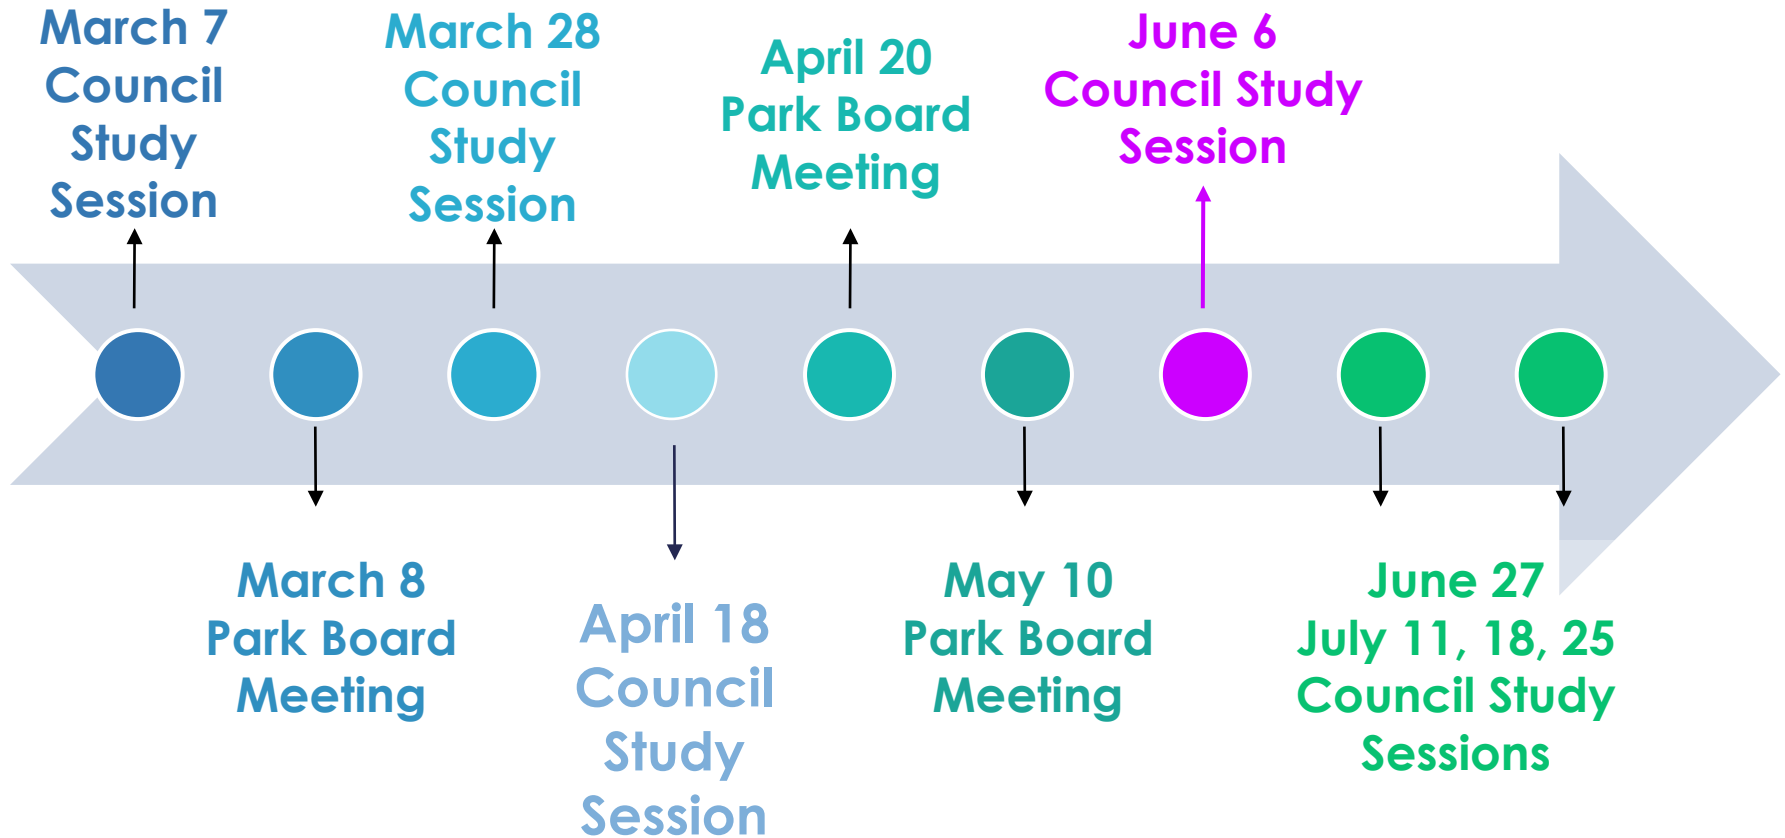 March 7
Council
Study
Session
March 8
Park Board
Meeting
March 28
Council
Study
Session
April 18
Council
Study
Session
April 20
Park Board
Meeting
May 10
Park Board
Meeting
June 6
Council Study
Session
June 27
July 11, 18, 25
Council Study
Sessions